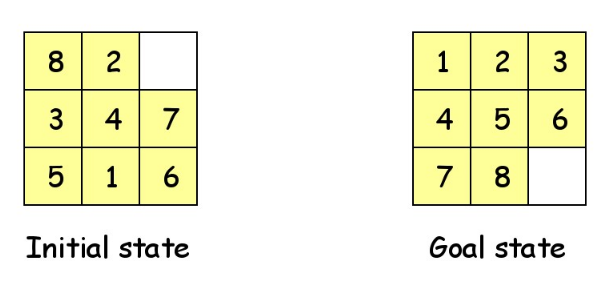 8 2
3 4 7
5 1 6
Initial state
1 2 3
4 5 6
7 8
Goal state